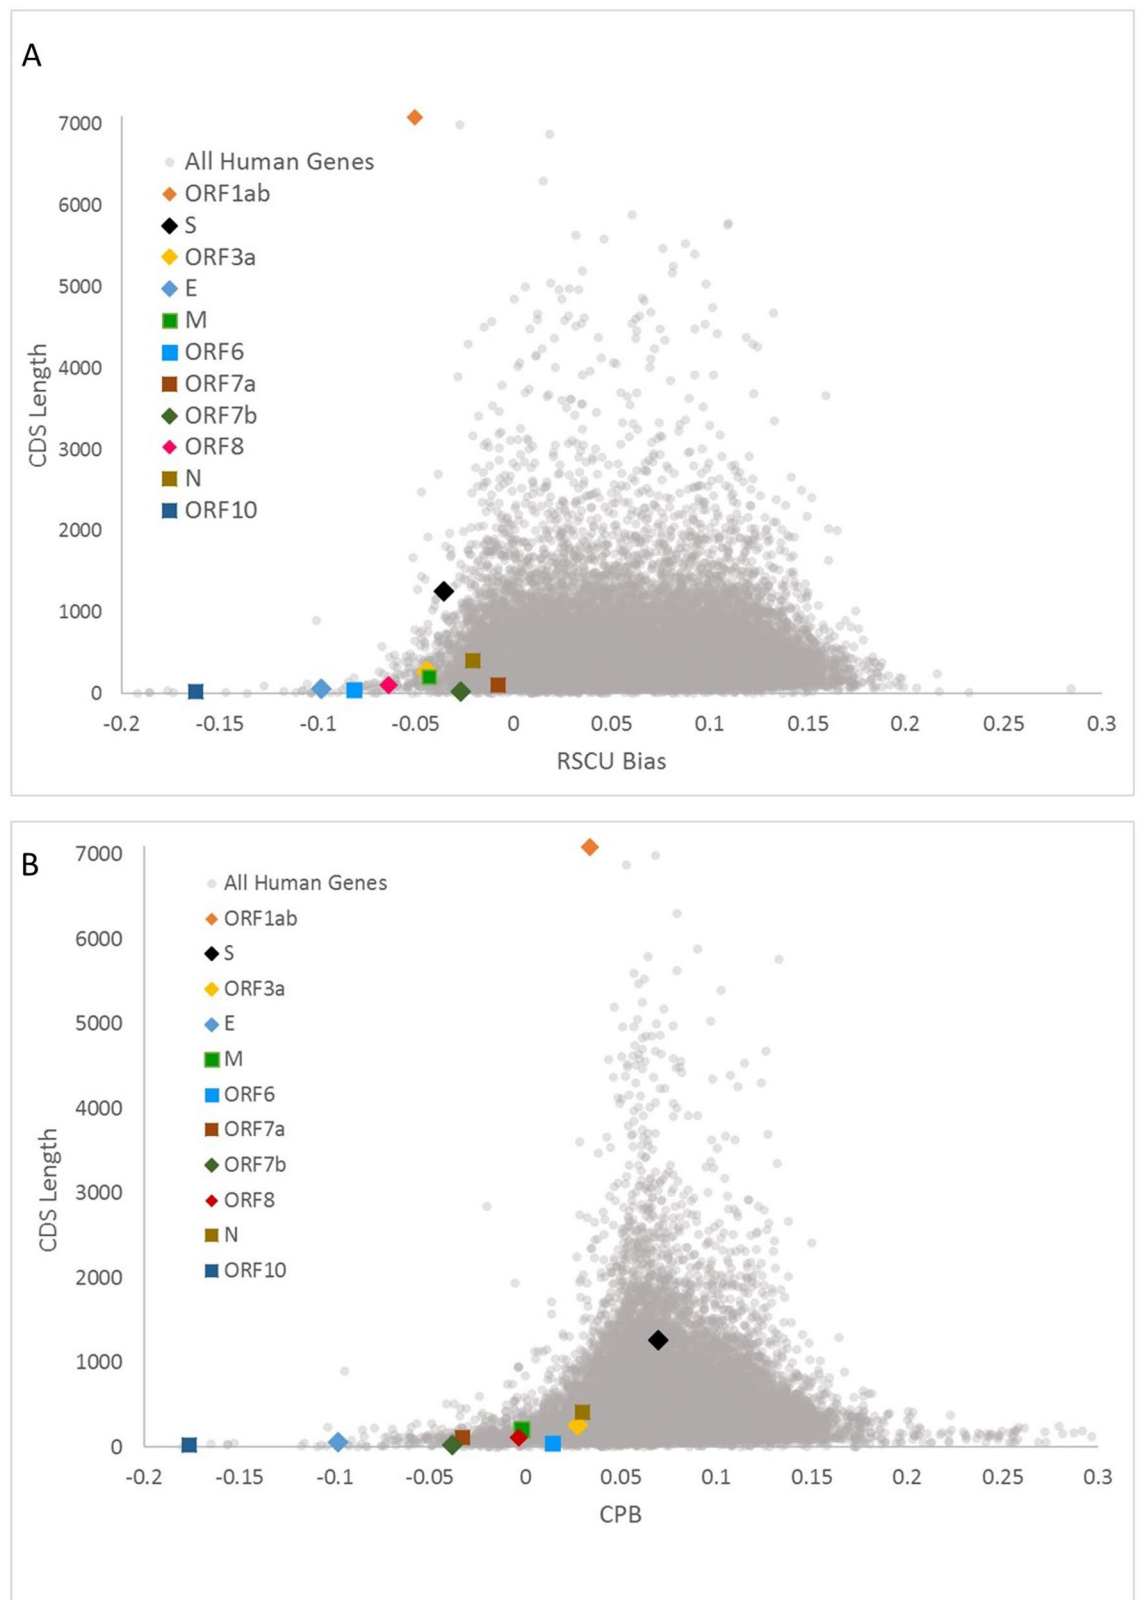 A
7000
6000
5000
4000
3000
2000
1000
0
CDS Length
All Human Genes
ORF1ab
S
ORF3a
E
M
ORF6
ORF7a
ORF7b
ORF8
N
ORF10
-0.2 -0.15 -0.1 -0.05 0 0.05 0.1 0.15 0.2 0.25 0.3
RSCU Bias
B
7000
6000
5000
4000
3000
2000
1000
0
CDS Length
All Human Genes
ORF1ab
S
ORF3a
E
M
ORF6
ORF7a
ORF7b
ORF8
N
ORF10
-0.2 -0.15 -0.1 -0.05 0 0.05 0.1 0.15 0.2 0.25 0.3
CPB